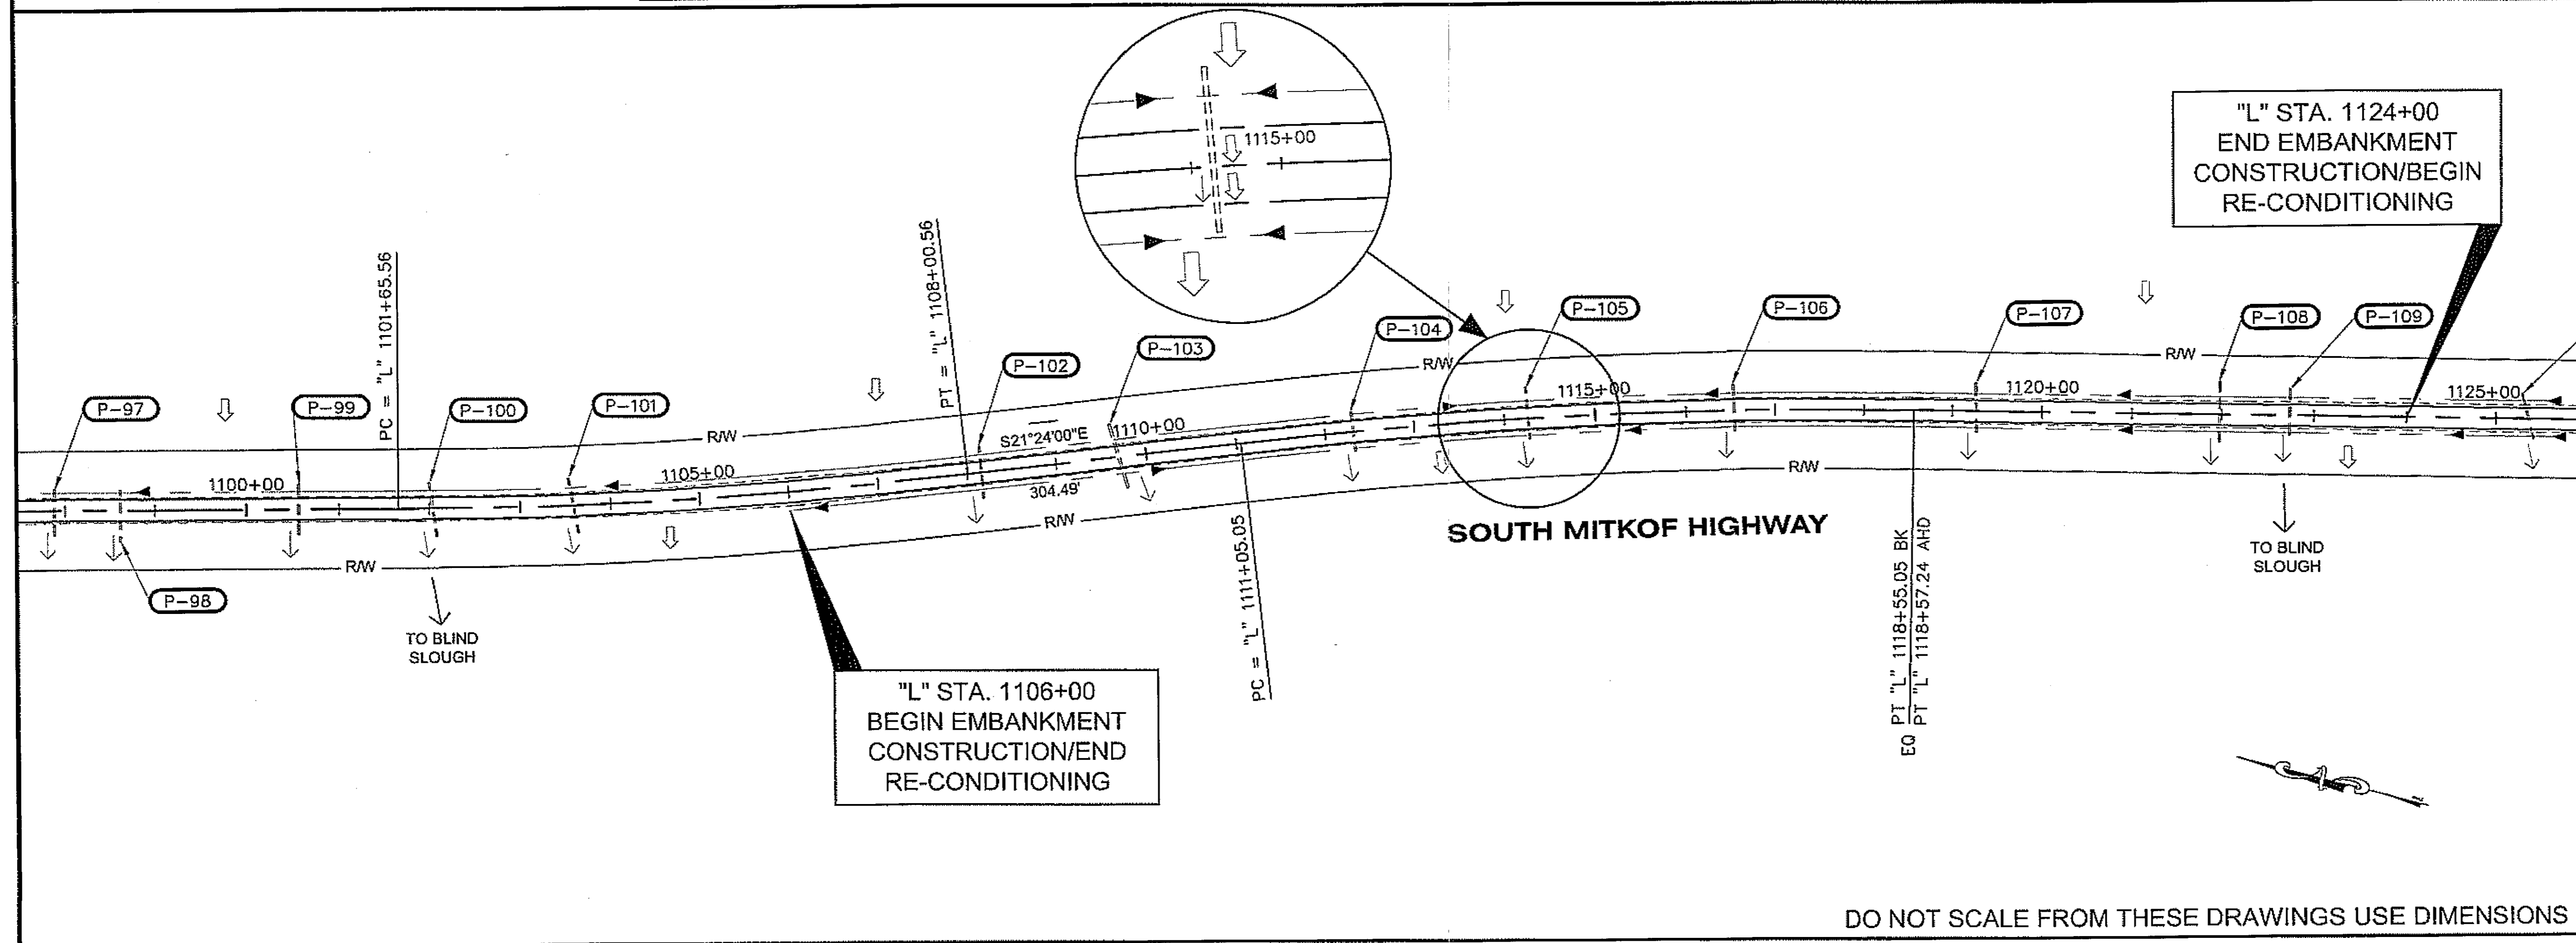 1115+00
"L" STA. 1124+00
END EMBANKMENT
CONSTRUCTION/BEGIN
RE-CONDITIONING
PC = "L" 1101+65.56
PT = "L" 1108+00.56
P-97
P-99
P-100
P-101
P-102
P-103
P-104
P-105
P-106
P-107
P-108
P-109
P-98
R/W
R/W
R/W
1100+00
1105+00
S21°24'00"E
1110+00
1115+00
1120+00
1125+00
304.49'
R/W
R/W
R/W
SOUTH MITKOF HIGHWAY
TO BLIND
SLOUGH
TO BLIND
SLOUGH
PC = "L" 1111+05.05
EQ PT "L" 1118+55.05 BK
PT "L" 1118+57.24 AHD
"L" STA. 1106+00
BEGIN EMBANKMENT
CONSTRUCTION/END
RE-CONDITIONING
DO NOT SCALE FROM THESE DRAWINGS USE DIMENSIONS